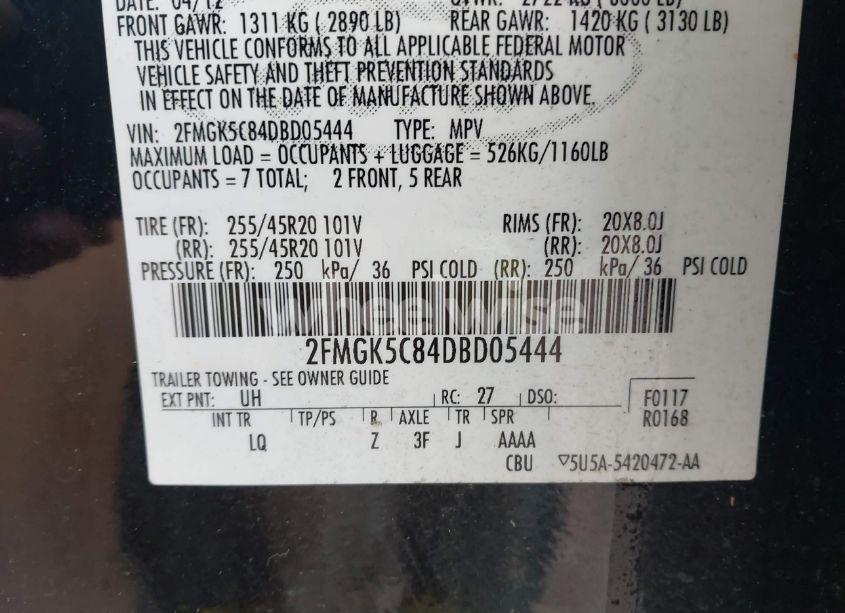 DATE: 04/12
FRONT GAWR: 1311 KG ( 2890 LB) REAR GAWR: 1420 KG ( 3130 LB)
THIS VEHICLE CONFORMS TO ALL APPLICABLE FEDERAL MOTOR
VEHICLE SAFETY AND THEFT PREVENTION STANDARDS
IN EFFECT ON THE DATE OF MANUFACTURE SHOWN ABOVE.
VIN: 2FMGK5C84DBD05444 TYPE: MPV
MAXIMUM LOAD = OCCUPANTS + LUGGAGE = 526KG/1160LB
OCCUPANTS = 7 TOTAL; 2 FRONT, 5 REAR
TIRE (FR): 255/45R20 101V RIMS (FR): 20X8.0J
(RR): 255/45R20 101V (RR): 20X8.0J
PRESSURE (FR): 250 kPa/ 36 PSI COLD (RR): 250 kPa/ 36 PSI COLD
wheelwise
2FMGK5C84DBD05444
TRAILER TOWING - SEE OWNER GUIDE
EXT PNT: UH RC: 27 DSO: F0117
INT TR TP/PS R AXLE TR SPR R0168
LQ Z 3F J AAAA
CBU 5U5A-5420472-AA